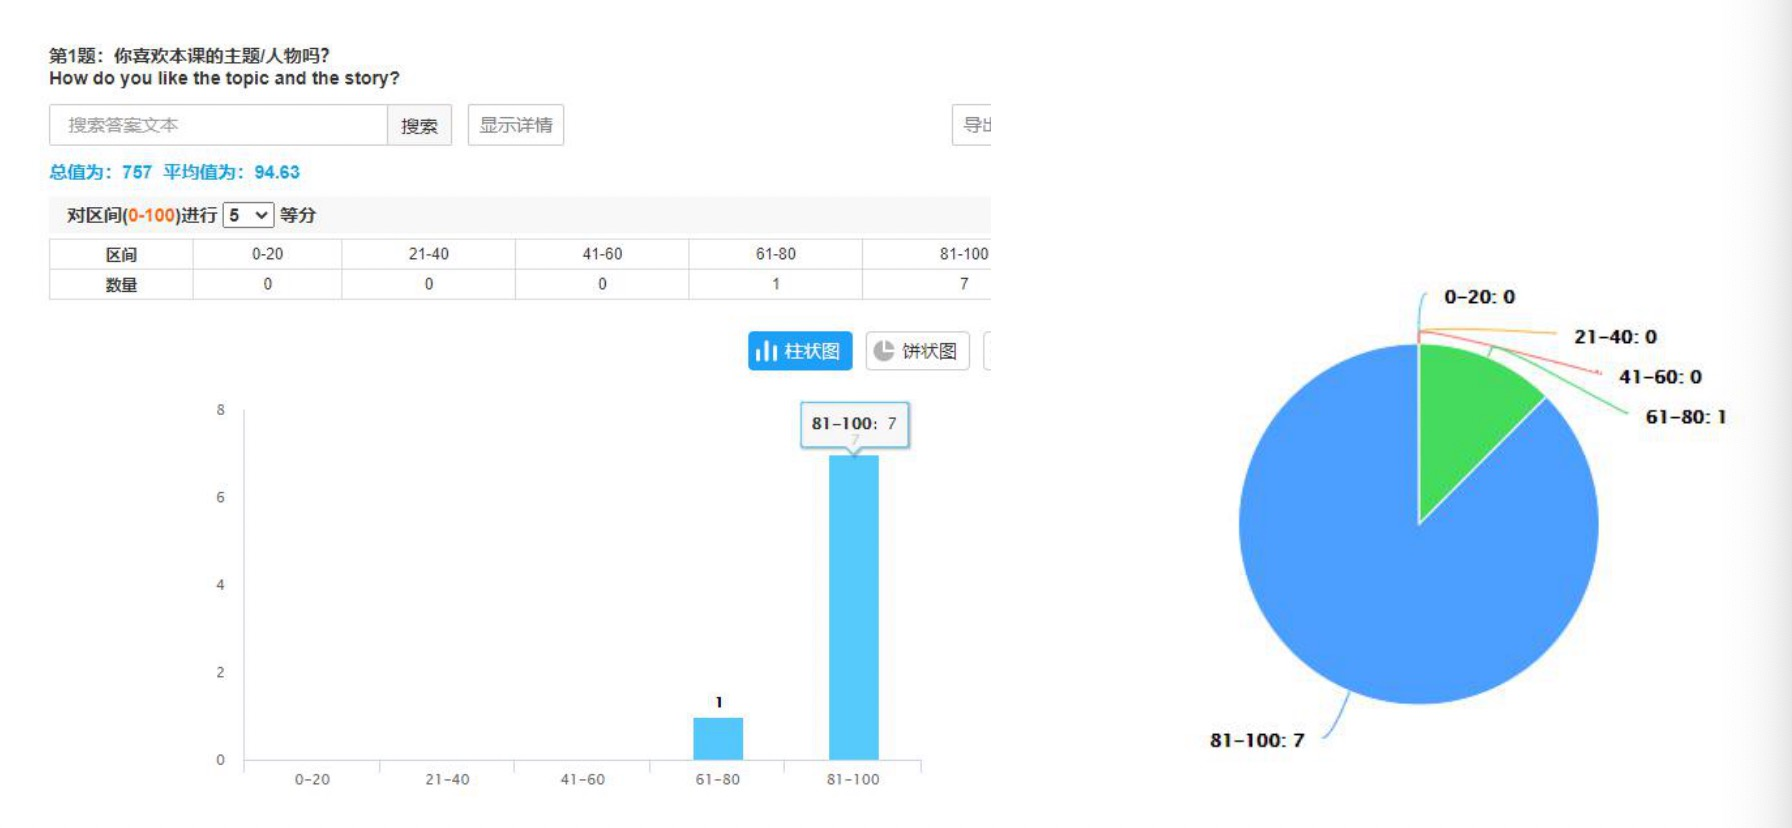 第1题：你喜欢本课的主题/人物吗?
How do you like the topic and the story?
搜索答案文本 搜索 显示详情
总值为：757 平均值为：94.63
对区间(0-100)进行 5 等分
区间 0-20 21-40 41-60 61-80 81-100
数量 0 0 0 1 7
柱状图 饼状图
8
6
4
2
0
81-100: 7
7
1
0-20 21-40 41-60 61-80 81-100
0-20: 0
21-40: 0
41-60: 0
61-80: 1
81-100: 7